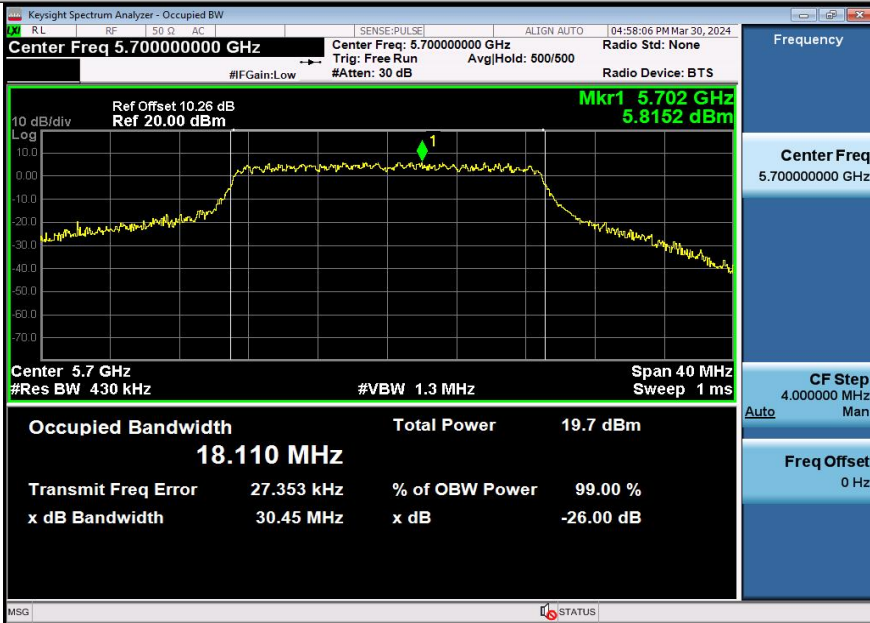 Keysight Spectrum Analyzer - Occupied BW
LXI RL RF 50 Ω AC SENSE:PULSE ALIGN AUTO 04:58:06 PM Mar 30, 2024
Center Freq 5.700000000 GHz
Center Freq: 5.700000000 GHz
Radio Std: None
Trig: Free Run Avg|Hold: 500/500
#IFGain:Low
#Atten: 30 dB
Radio Device: BTS
Ref Offset 10.26 dB
Mkr1 5.702 GHz
10 dB/div Ref 20.00 dBm
5.8152 dBm
Log
1
10.0
0.00
-10.0
-20.0
-30.0
-40.0
-50.0
-60.0
-70.0
Center 5.7 GHz
Span 40 MHz
#Res BW 430 kHz
#VBW 1.3 MHz
Sweep 1 ms
Occupied Bandwidth
Total Power 19.7 dBm
18.110 MHz
Transmit Freq Error 27.353 kHz
% of OBW Power 99.00 %
x dB Bandwidth 30.45 MHz
x dB -26.00 dB
MSG
STATUS
Frequency
Center Freq
5.700000000 GHz
CF Step
4.000000 MHz
Auto Man
Freq Offset
0 Hz